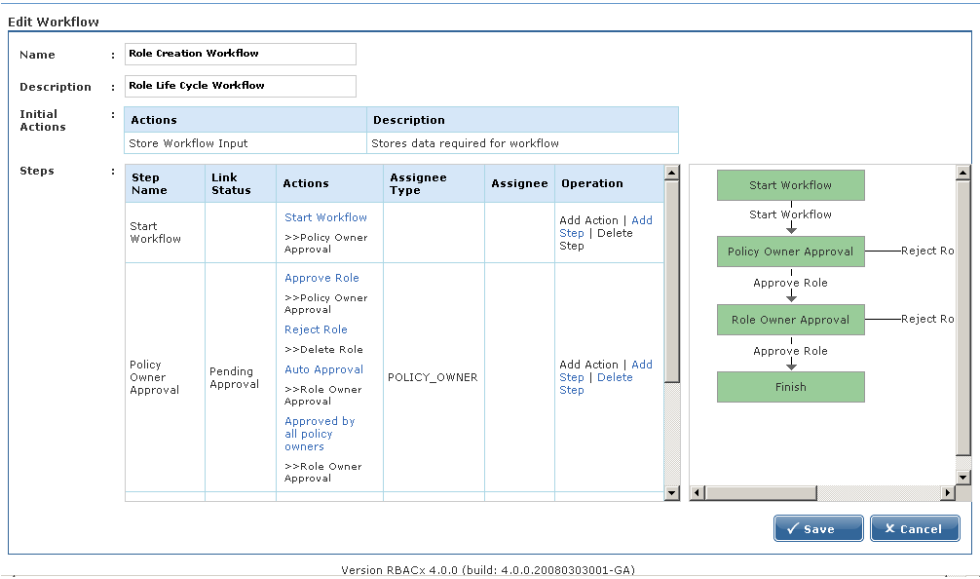 Edit Workflow
Name : Role Creation Workflow
Description : Role Life Cycle Workflow
Initial Actions :
Actions Description
Store Workflow Input Stores data required for workflow
Steps :
Step Name Link Status Actions Assignee Type Assignee Operation
Start Workflow
Start Workflow
>>Policy Owner Approval
Add Action | Add Step | Delete Step
Policy Owner Approval
Pending Approval
Approve Role
>>Policy Owner Approval
Reject Role
>>Delete Role
Auto Approval
>>Role Owner Approval
Approved by all policy owners
>>Role Owner Approval
POLICY_OWNER
Add Action | Add Step | Delete Step
Start Workflow
Start Workflow
Policy Owner Approval Reject Ro
Approve Role
Role Owner Approval Reject Ro
Approve Role
Finish
Save Cancel
Version RBACx 4.0.0 (build: 4.0.0.20080303001-GA)